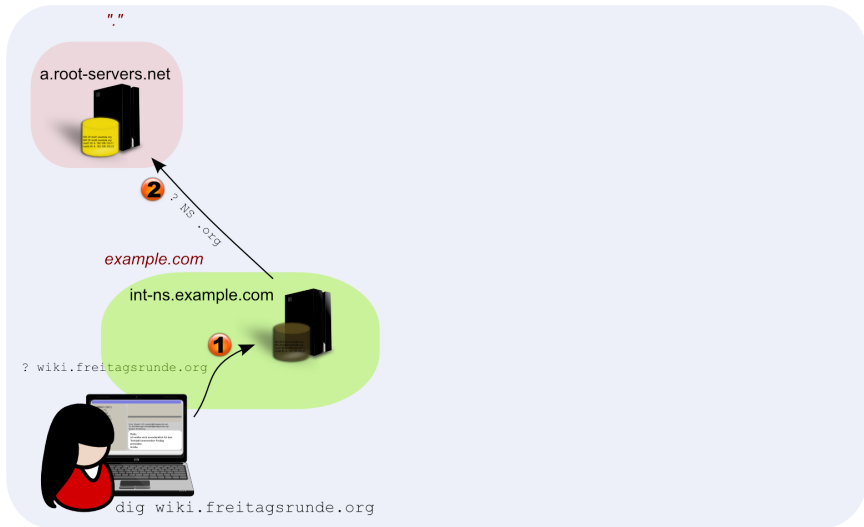 "."
a.root-servers.net
2
? NS .org
example.com
int-ns.example.com
1
? wiki.freitagsrunde.org
dig wiki.freitagsrunde.org